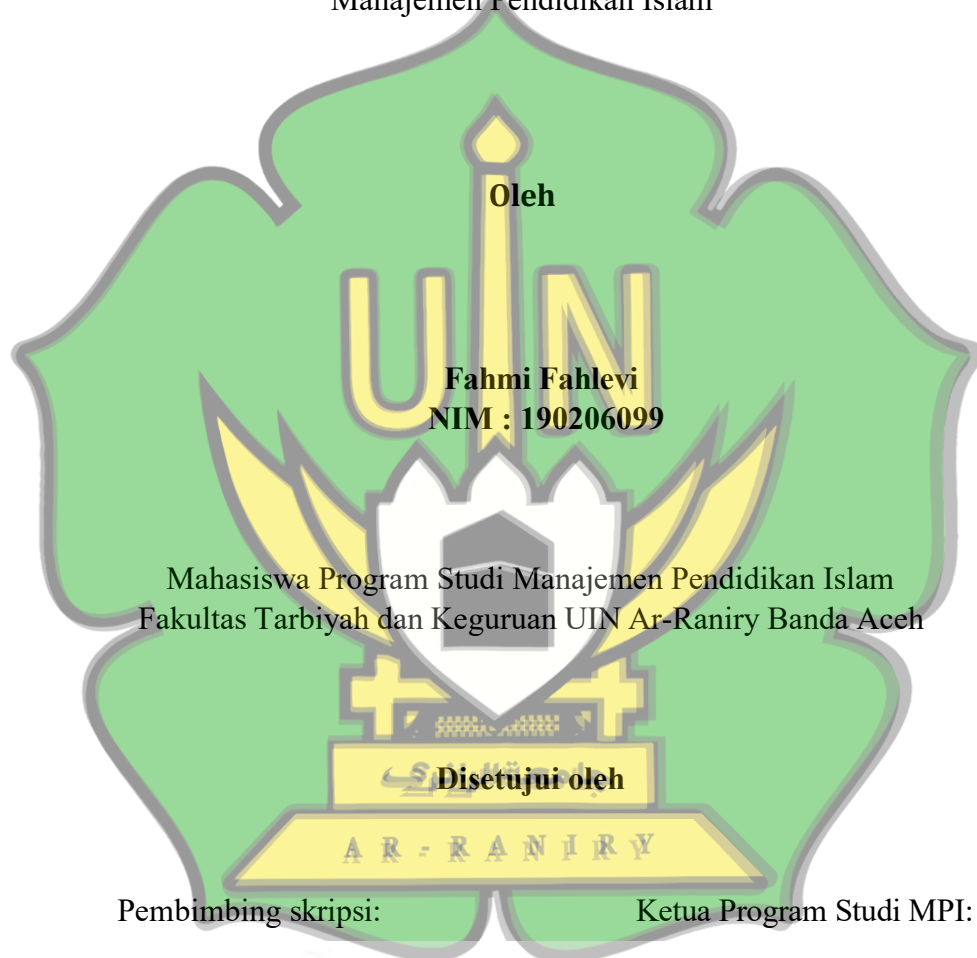 Manajemen Pendidikan Islam
Oleh
UIN
Fahmi Fahlevi
NIM : 190206099
Mahasiswa Program Studi Manajemen Pendidikan Islam
Fakultas Tarbiyah dan Keguruan UIN Ar-Raniry Banda Aceh
Disetujui oleh
AR-RANIRY
Pembimbing skripsi: Ketua Program Studi MPI: